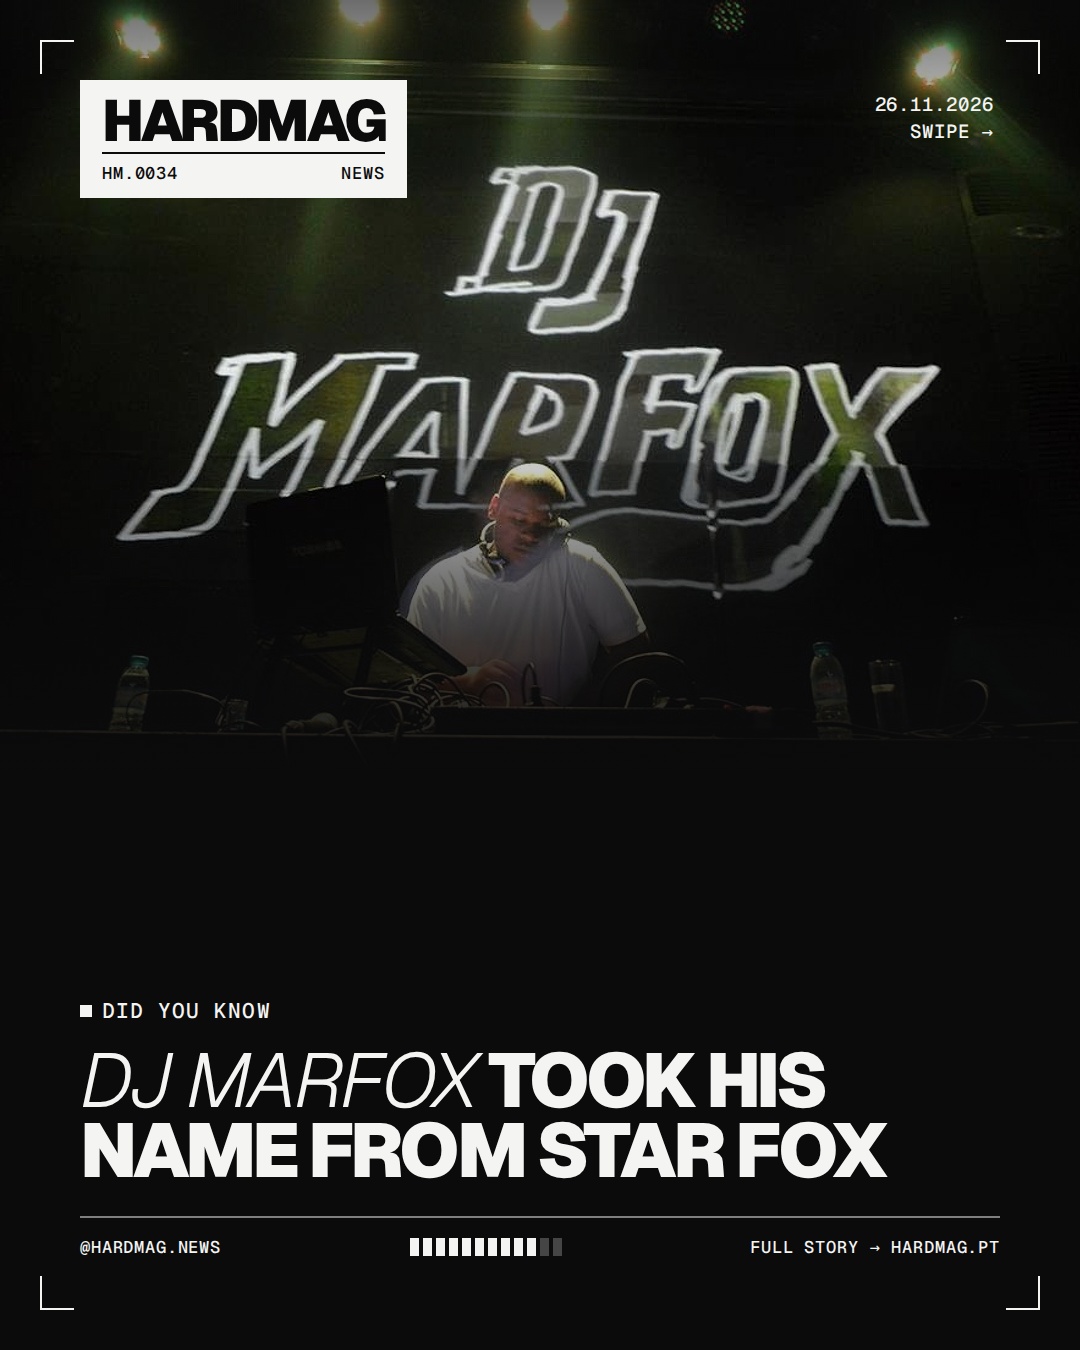 HARDMAG
HM.0034 NEWS
26.11.2026
SWIPE →
DJ
MARFOX
TOSHIBA
DID YOU KNOW
DJ MARFOX TOOK HIS
NAME FROM STAR FOX
@HARDMAG.NEWS
FULL STORY → HARDMAG.PT